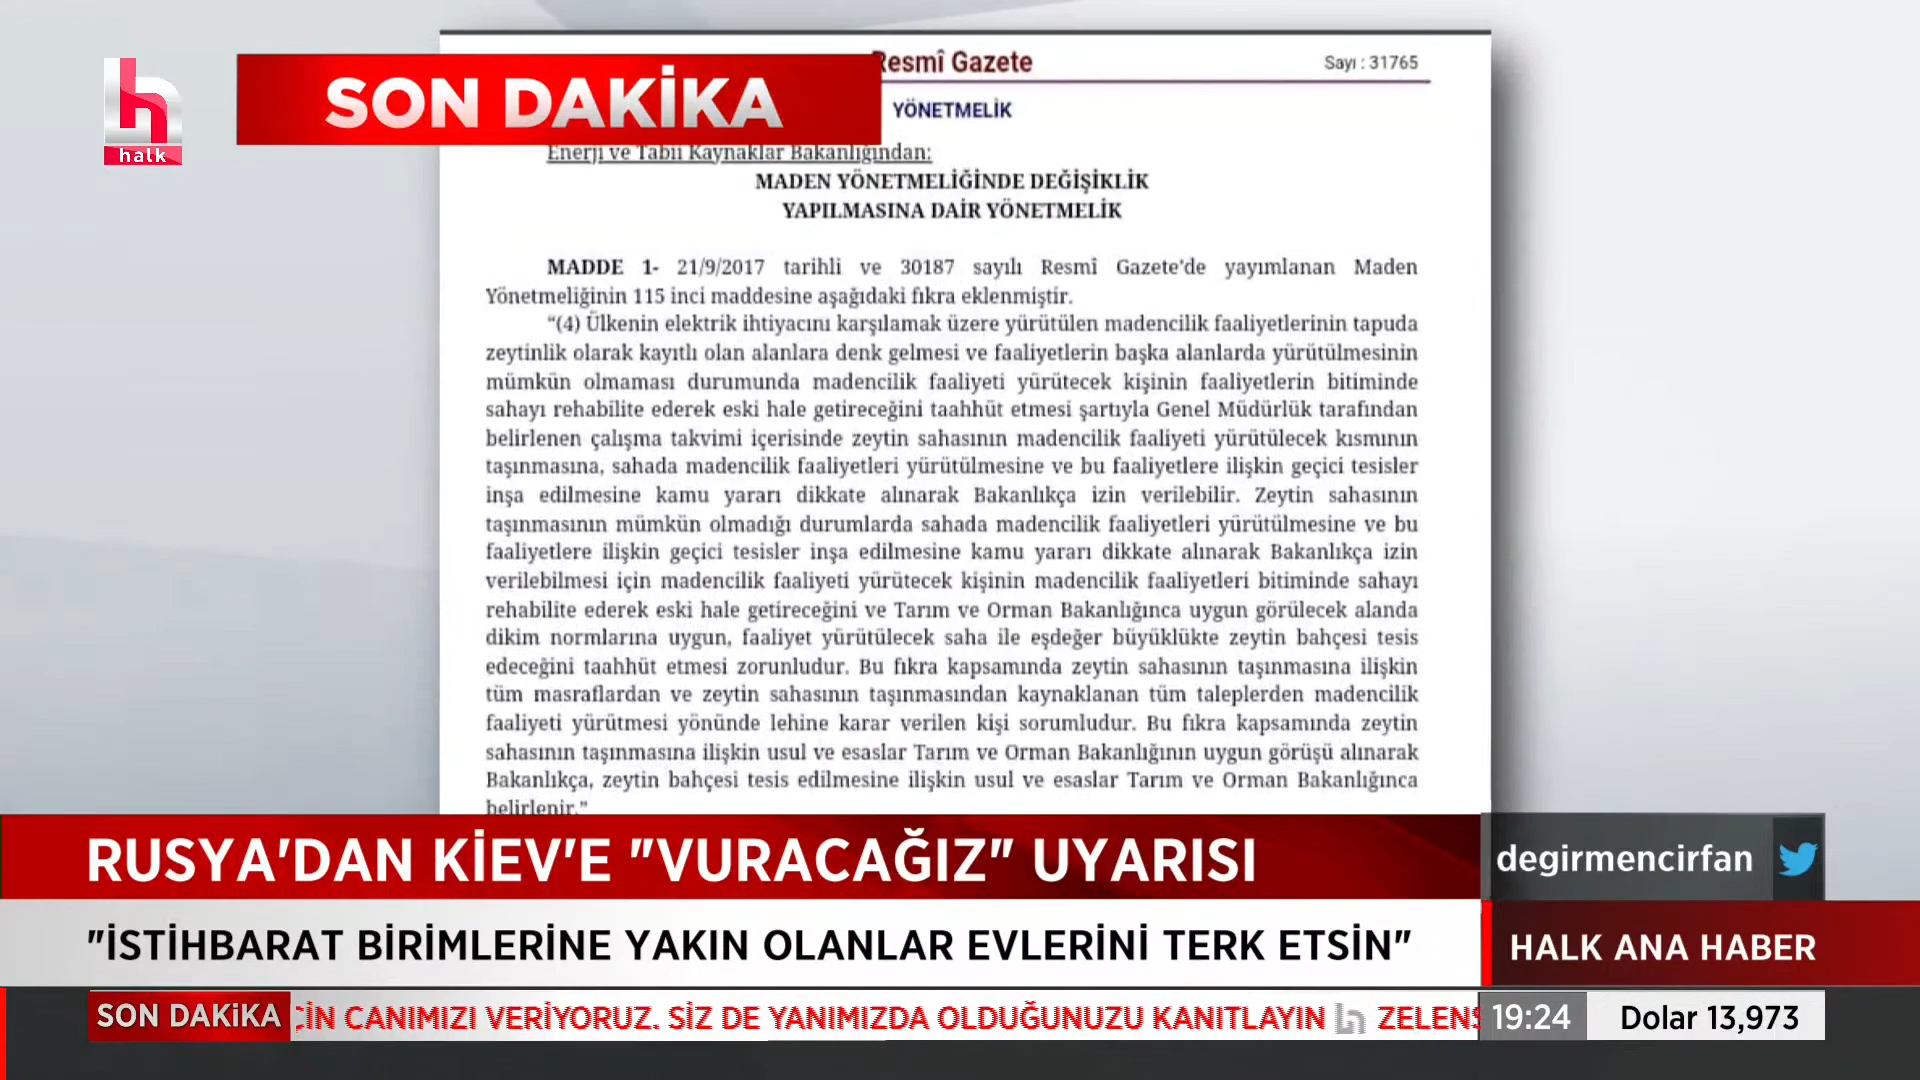 halk
SON DAKİKA
Resmî Gazete
Sayı : 31765
YÖNETMELİK
Enerji ve Tabii Kaynaklar Bakanlığından:
MADEN YÖNETMELİĞİNDE DEĞİŞİKLİK
YAPILMASINA DAİR YÖNETMELİK
MADDE 1- 21/9/2017 tarihli ve 30187 sayılı Resmî Gazete'de yayımlanan Maden
Yönetmeliğinin 115 inci maddesine aşağıdaki fıkra eklenmiştir.
“(4) Ülkenin elektrik ihtiyacını karşılamak üzere yürütülen madencilik faaliyetlerinin tapuda
zeytinlik olarak kayıtlı olan alanlara denk gelmesi ve faaliyetlerin başka alanlarda yürütülmesinin
mümkün olmaması durumunda madencilik faaliyeti yürütecek kişinin faaliyetlerin bitiminde
sahayı rehabilite ederek eski hale getireceğini taahhüt etmesi şartıyla Genel Müdürlük tarafından
belirlenen çalışma takvimi içerisinde zeytin sahasının madencilik faaliyeti yürütülecek kısmının
taşınmasına, sahada madencilik faaliyetleri yürütülmesine ve bu faaliyetlere ilişkin geçici tesisler
inşa edilmesine kamu yararı dikkate alınarak Bakanlıkça izin verilebilir. Zeytin sahasının
taşınmasının mümkün olmadığı durumlarda sahada madencilik faaliyetleri yürütülmesine ve bu
faaliyetlere ilişkin geçici tesisler inşa edilmesine kamu yararı dikkate alınarak Bakanlıkça izin
verilebilmesi için madencilik faaliyeti yürütecek kişinin madencilik faaliyetleri bitiminde sahayı
rehabilite ederek eski hale getireceğini ve Tarım ve Orman Bakanlığınca uygun görülecek alanda
dikim normlarına uygun, faaliyet yürütülecek saha ile eşdeğer büyüklükte zeytin bahçesi tesis
edeceğini taahhüt etmesi zorunludur. Bu fıkra kapsamında zeytin sahasının taşınmasına ilişkin
tüm masraflardan ve zeytin sahasının taşınmasından kaynaklanan tüm taleplerden madencilik
faaliyeti yürütmesi yönünde lehine karar verilen kişi sorumludur. Bu fıkra kapsamında zeytin
sahasının taşınmasına ilişkin usul ve esaslar Tarım ve Orman Bakanlığının uygun görüşü alınarak
Bakanlıkça, zeytin bahçesi tesis edilmesine ilişkin usul ve esaslar Tarım ve Orman Bakanlığınca
belirlenir.”
RUSYA'DAN KİEV'E "VURACAĞIZ" UYARISI
degirmencirfan
"İSTİHBARAT BİRİMLERİNE YAKIN OLANLAR EVLERİNİ TERK ETSİN"
HALK ANA HABER
SON DAKİKA
İN CANIMIZI VERİYORUZ. SİZ DE YANIMIZDA OLDUĞUNUZU KANITLAYIN ZELENS
19:24
Dolar 13,973